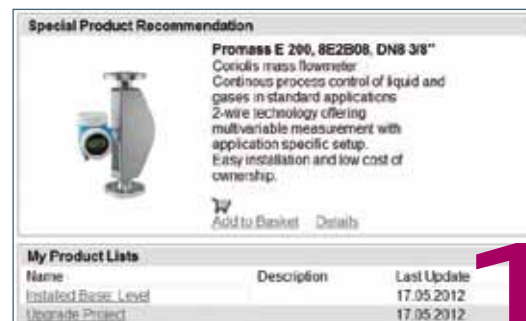 Special Product Recommendation
Promass E 200, 8E2B08, DN8 3/8"
Coriolis mass flowmeter
Continous process control of liquid and
gases in standard applications
2-wire technology offering
multivariable measurement with
application specific setup.
Easy installation and low cost of
ownership.
Add to Basket Details
My Product Lists
Name Description Last Update
Installed Base: Level 17.05.2012
Upgrade Project 17.05.2012
1